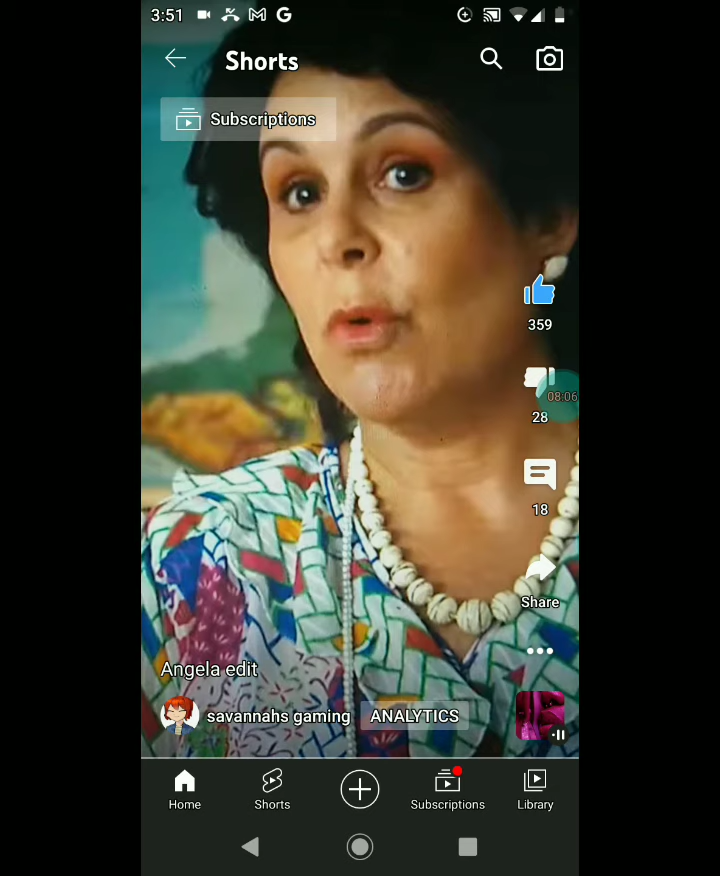 3:51
Shorts
Subscriptions
359
08:06
28
18
Share
Angela edit
savannahs gaming
ANALYTICS
Home
Shorts
Subscriptions
Library